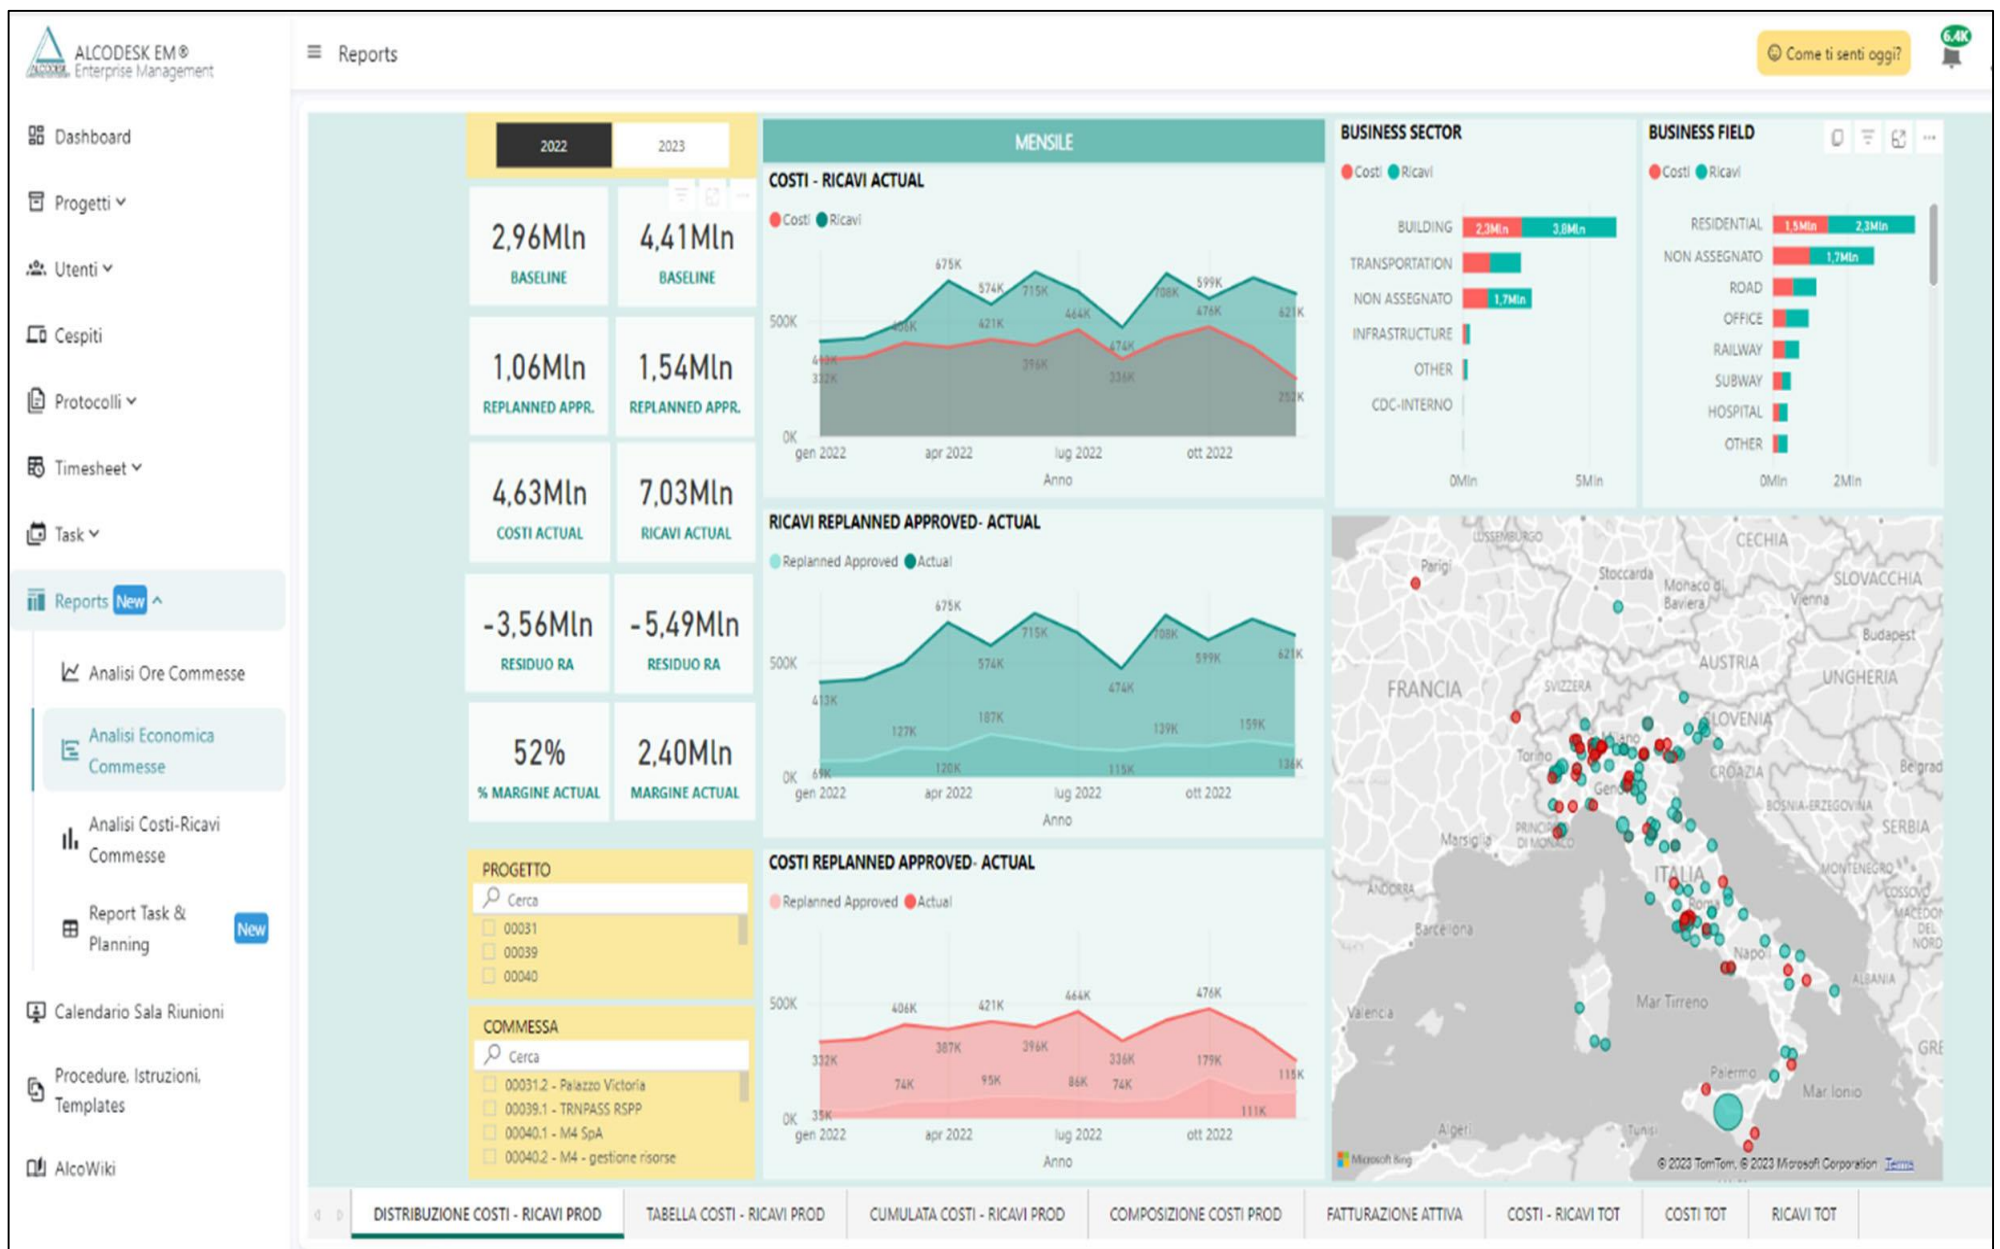 ALCODESK EM®
Enterprise Management
Reports
Come ti senti oggi?
6.4K
Dashboard
Progetti
Utenti
Cespiti
Protocolli
Timesheet
Task
Reports New
Analisi Ore Commesse
Analisi Economica
Commesse
Analisi Costi-Ricavi
Commesse
Report Task &
Planning
New
Calendario Sala Riunioni
Procedure, Istruzioni,
Templates
AlcoWiki
2022
2023
2,96Mln
BASELINE
4,41Mln
BASELINE
1,06Mln
REPLANNED APPR.
1,54Mln
REPLANNED APPR.
4,63Mln
COSTI ACTUAL
7,03Mln
RICAVI ACTUAL
-3,56Mln
RESIDUO RA
-5,49Mln
RESIDUO RA
52%
% MARGINE ACTUAL
2,40Mln
MARGINE ACTUAL
PROGETTO
Cerca
00031
00039
00040
COMMESSA
Cerca
00031.2 - Palazzo Victoria
00039.1 - TRNPASS RSPP
00040.1 - M4 SpA
00040.2 - M4 - gestione risorse
MENSILE
COSTI - RICAVI ACTUAL
Costi Ricavi
675K
574K
715K
464K
708K
599K
476K
621K
500K
421K
474K
396K
336K
332K
0K
gen 2022
apr 2022
lug 2022
ott 2022
Anno
RICAVI REPLANNED APPROVED- ACTUAL
Replanned Approved Actual
675K
715K
708K
621K
500K
574K
599K
474K
413K
127K
187K
139K
159K
0K
69K
120K
115K
136K
gen 2022
apr 2022
lug 2022
ott 2022
Anno
COSTI REPLANNED APPROVED- ACTUAL
Replanned Approved Actual
500K
406K
421K
464K
476K
332K
387K
396K
336K
179K
115K
74K
95K
86K
74K
0K
35K
111K
gen 2022
apr 2022
lug 2022
ott 2022
Anno
BUSINESS SECTOR
Costi Ricavi
BUILDING
2,3Mln
3,8Mln
TRANSPORTATION
NON ASSEGNATO
1,7Mln
INFRASTRUCTURE
OTHER
CDC-INTERNO
0Mln
5Mln
BUSINESS FIELD
Costi Ricavi
RESIDENTIAL
1,5Mln
2,3Mln
NON ASSEGNATO
1,7Mln
ROAD
OFFICE
RAILWAY
SUBWAY
HOSPITAL
OTHER
0Mln
2Mln
LUSSEMBURGO
CECHIA
Parigi
Stoccarda
Monaco di
Baviera
SLOVACCHIA
Vienna
Budapest
AUSTRIA
FRANCIA
SVIZZERA
UNGHERIA
SLOVENIA
Milano
Torino
CROAZIA
Belgrad
BOSNIA-ERZEGOVINA
SERBIA
Marsiglia
DI MONACO
MONTENEGRO
ITALIA
ANDORRA
Roma
Barcellona
Napoli
ALBANIA
Valencia
Mar Tirreno
Palermo
Mar Ionio
Algeri
Tunisi
Microsoft Bing
© 2023 TomTom, © 2023 Microsoft Corporation Terms
DISTRIBUZIONE COSTI - RICAVI PROD
TABELLA COSTI - RICAVI PROD
CUMULATA COSTI - RICAVI PROD
COMPOSIZIONE COSTI PROD
FATTURAZIONE ATTIVA
COSTI - RICAVI TOT
COSTI TOT
RICAVI TOT